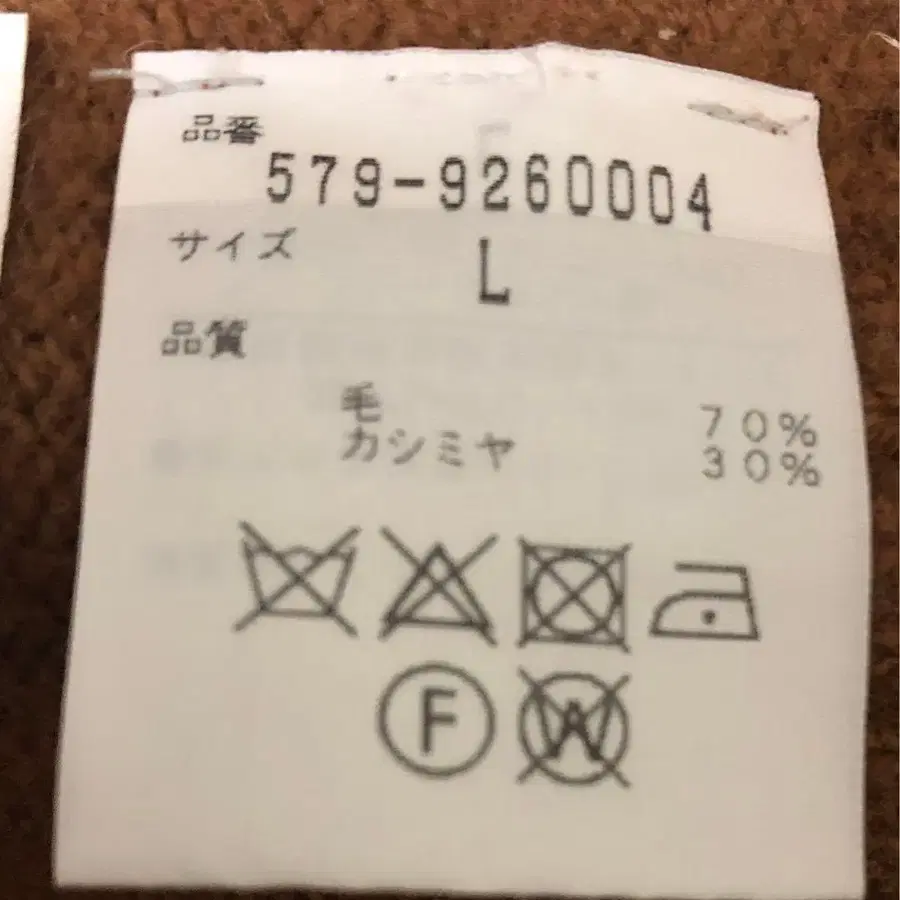 品番
579-9260004
サイズ L
品質
毛 70%
カシミヤ 30%
F
W